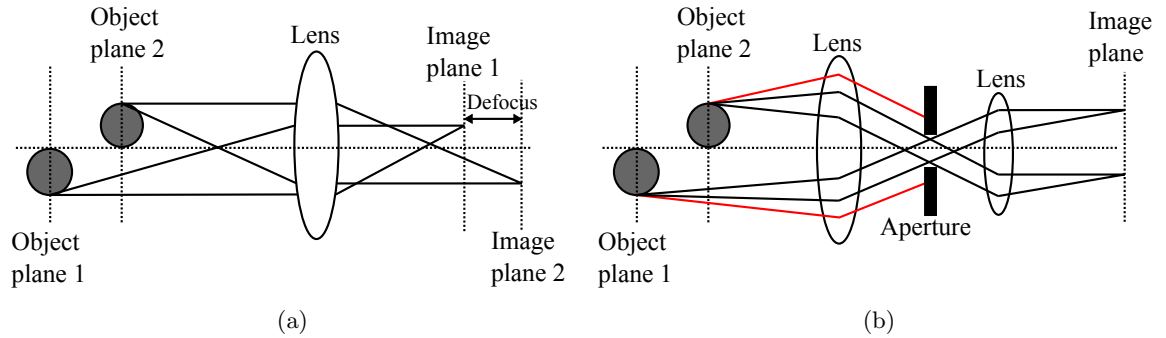 Object
plane 2
Lens
Image
plane 1
Defocus
Object
plane 1
Image
plane 2
(a)
Object
plane 2
Lens
Lens
Image
plane
Aperture
Object
plane 1
(b)